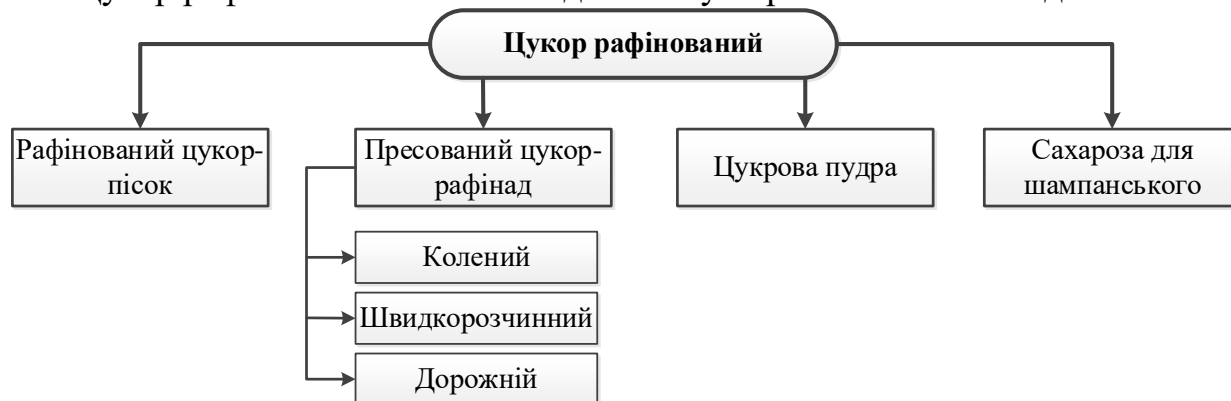 Цукор рафінований
Рафінований цукор-
пісок
Пресований цукор-
рафінад
Цукрова пудра
Сахароза для
шампанського
Колений
Швидкорозчинний
Дорожній